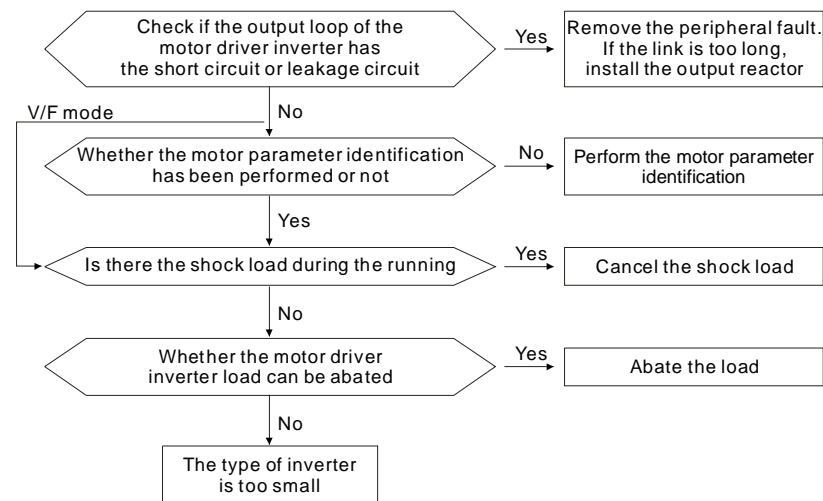 Check if the output loop of the
motor driver inverter has
the short circuit or leakage circuit
Yes
Remove the peripheral fault.
If the link is too long,
install the output reactor
V/F mode
No
Whether the motor parameter identification
has been performed or not
No
Perform the motor parameter
identification
Yes
Is there the shock load during the running
Yes
Cancel the shock load
No
Whether the motor driver
inverter load can be abated
Yes
Abate the load
No
The type of inverter
is too small